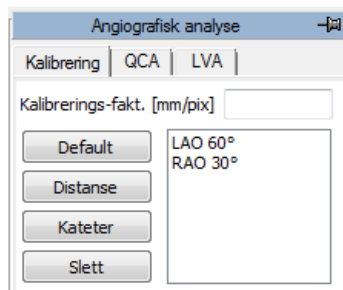 Angiografisk analyse
Kalibrering QCA LVA
Kalibrerings-fakt. [mm/pix]
Default
LAO 60°
RAO 30°
Distanse
Kateter
Slett